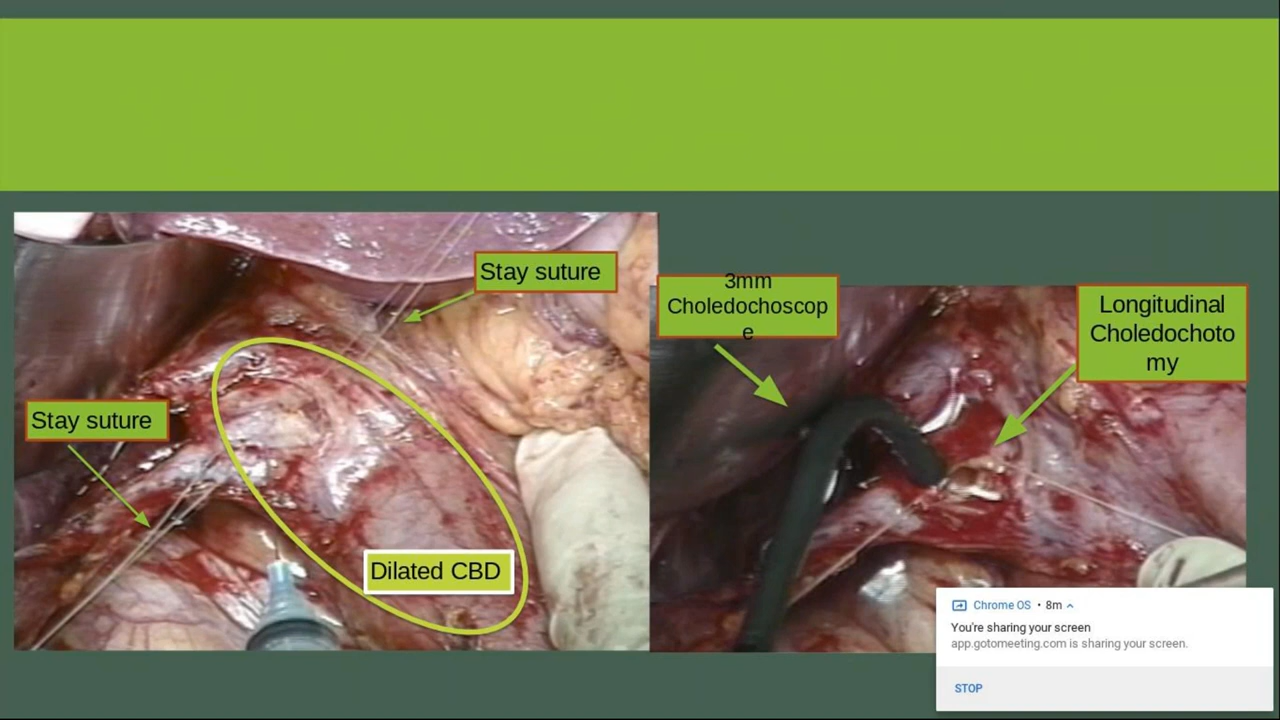 Stay suture
Stay suture
Dilated CBD
3mm
Choledochoscop
e
Longitudinal
Choledochoto
my
Chrome OS • 8m
You're sharing your screen
app.gotomeeting.com is sharing your screen.
STOP